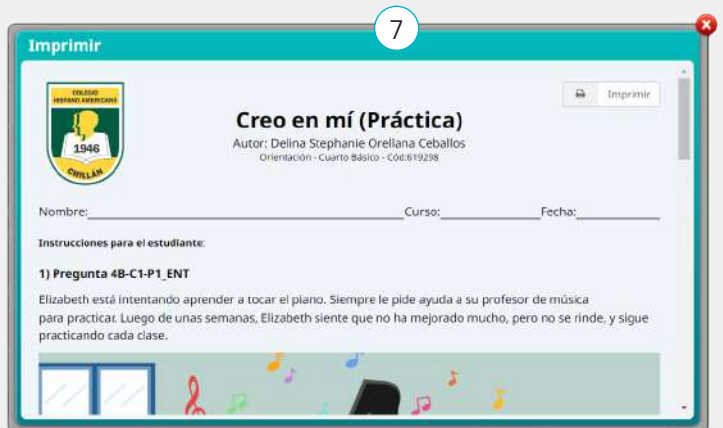 7
Imprimir
COLEGIO
HISPANO AMERICANO
1946
CHILLÁN
Imprimir
Creo en mí (Práctica)
Autor: Delina Stephanie Orellana Ceballos
Orientación - Cuarto Básico - Cód:619298
Nombre: Curso: Fecha:
Instrucciones para el estudiante:
1) Pregunta 4B-C1-P1_ENT
Elizabeth está intentando aprender a tocar el piano. Siempre le pide ayuda a su profesor de música
para practicar. Luego de unas semanas, Elizabeth siente que no ha mejorado mucho, pero no se rinde, y sigue
practicando cada clase.